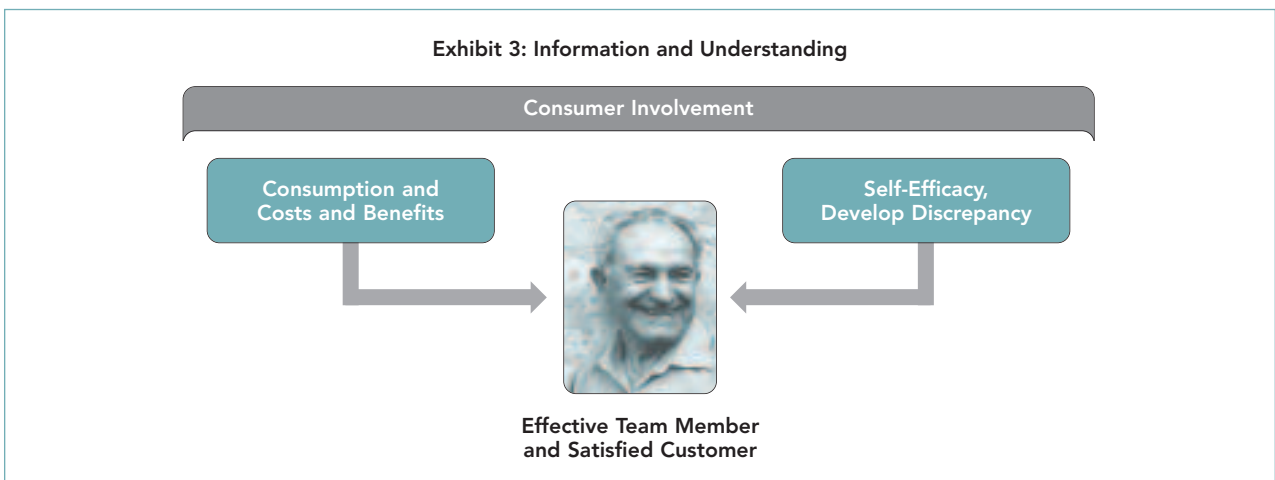 Exhibit 3: Information and Understanding
Consumer Involvement
Consumption and
Costs and Benefits
Self-Efficacy,
Develop Discrepancy
Effective Team Member
and Satisfied Customer